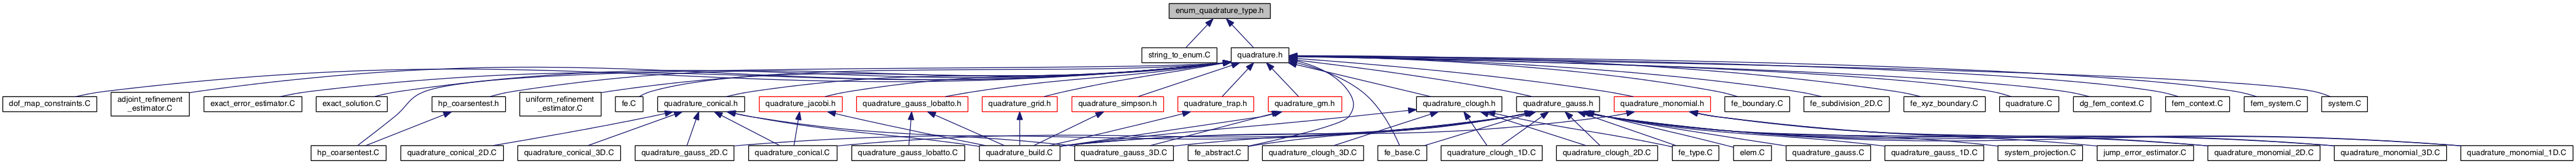 enum_quadrature_type.h
string_to_enum.C
quadrature.h
dof_map_constraints.C
adjoint_refinement
_estimator.C
exact_error_estimator.C
exact_solution.C
hp_coarsentest.h
uniform_refinement
_estimator.C
fe.C
quadrature_conical.h
quadrature_jacobi.h
quadrature_gauss_lobatto.h
quadrature_grid.h
quadrature_simpson.h
quadrature_trap.h
quadrature_gm.h
quadrature_clough.h
quadrature_gauss.h
quadrature_monomial.h
fe_boundary.C
fe_subdivision_2D.C
fe_xyz_boundary.C
quadrature.C
dg_fem_context.C
fem_context.C
fem_system.C
system.C
hp_coarsentest.C
quadrature_conical_2D.C
quadrature_conical_3D.C
quadrature_gauss_2D.C
quadrature_conical.C
quadrature_gauss_lobatto.C
quadrature_build.C
quadrature_gauss_3D.C
fe_abstract.C
quadrature_clough_3D.C
fe_base.C
quadrature_clough_1D.C
quadrature_clough_2D.C
fe_type.C
elem.C
quadrature_gauss.C
quadrature_gauss_1D.C
system_projection.C
jump_error_estimator.C
quadrature_monomial_2D.C
quadrature_monomial_3D.C
quadrature_monomial_1D.C